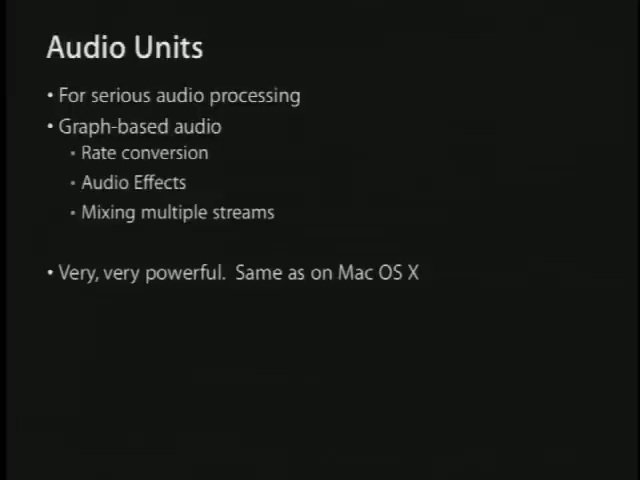 Audio Units
• For serious audio processing
• Graph-based audio
▪ Rate conversion
▪ Audio Effects
▪ Mixing multiple streams
• Very, very powerful.  Same as on Mac OS X